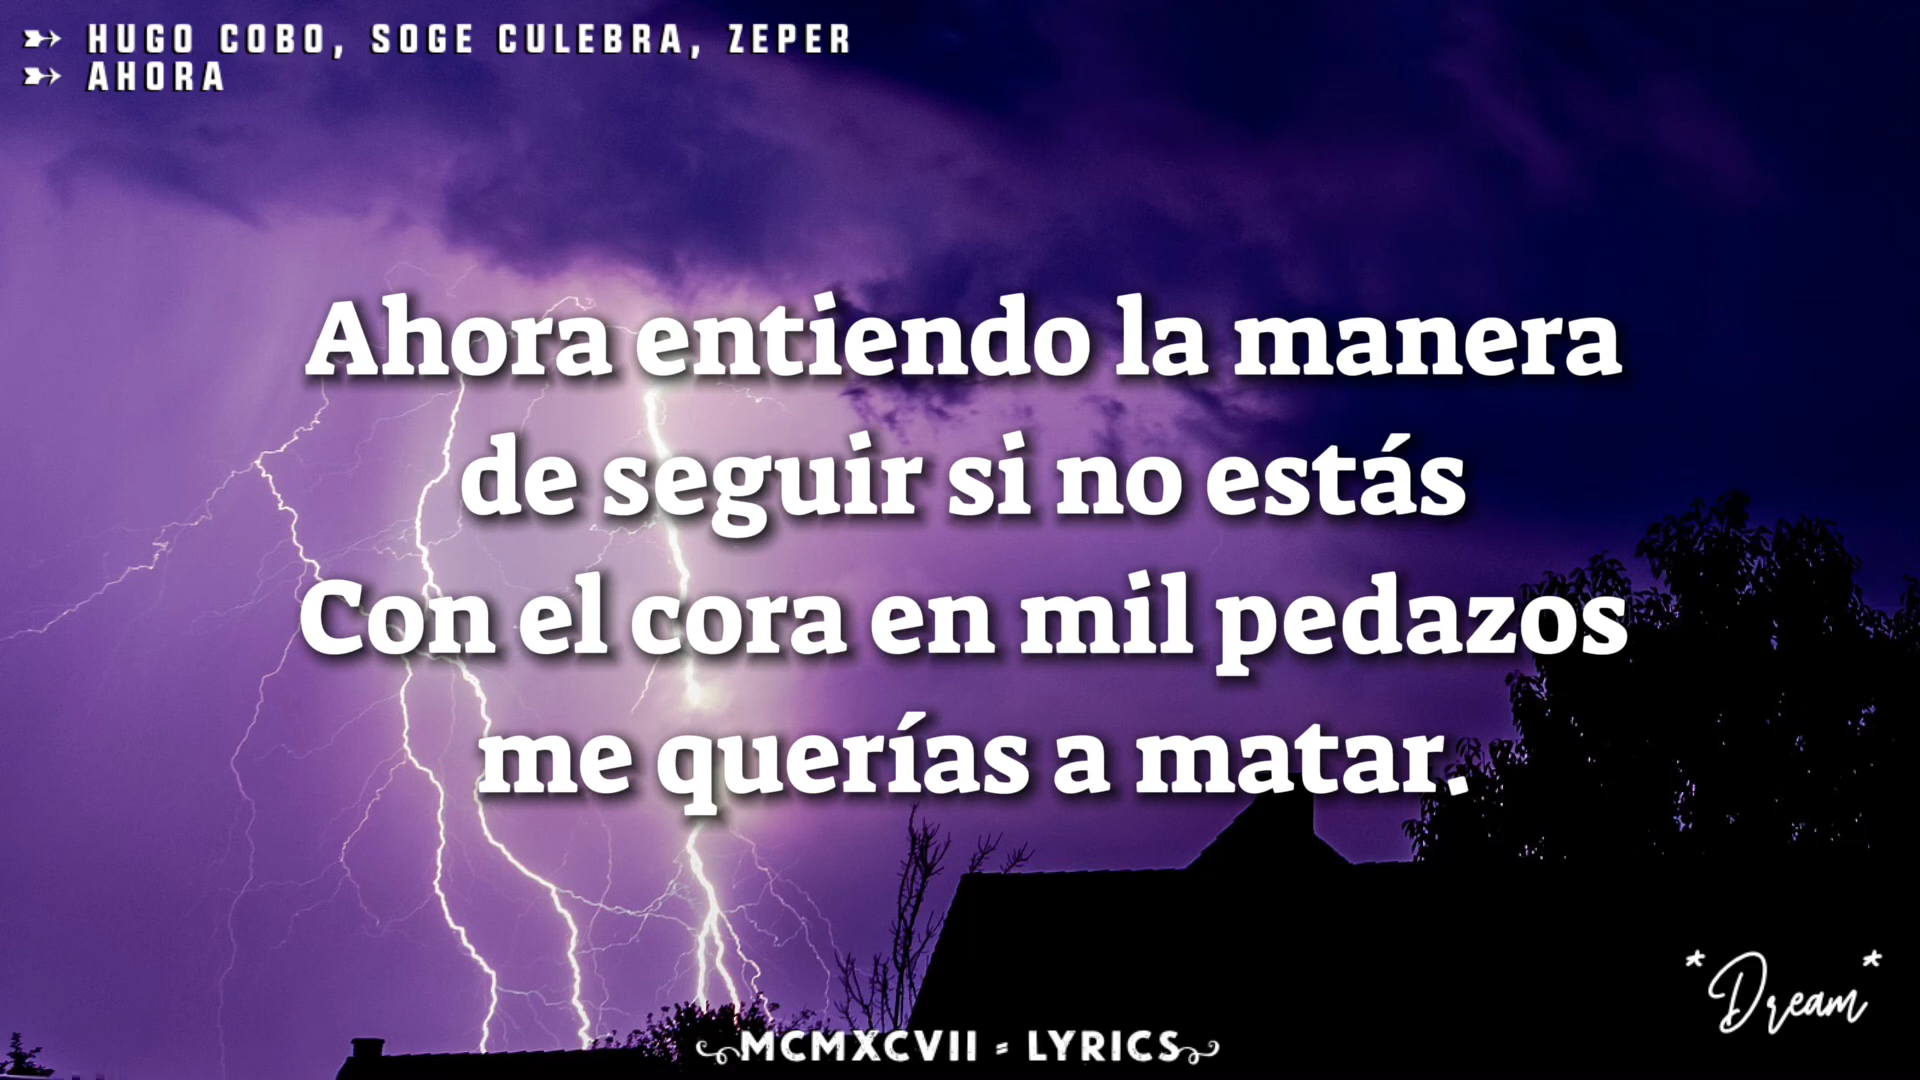 HUGO COBO, SOGE CULEBRA, ZEPER
AHORA
Ahora entiendo la manera
de seguir si no estás
Con el cora en mil pedazos
me querías a matar.
*Dream*
MCMXCVII = LYRICS